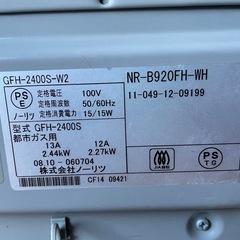 GFH-2400S-W2
NR-B920FH-WH
11-049-12-09199
PS
E
定格電圧 100V
定格周波数 50/60Hz
ノーリツ 定格消費電力 15/15W
型式 GFH-2400S
都市ガス用
13A 12A
2.44kW 2.27kW
08.10-060704
株式会社ノーリツ
CF14 09421
JIA
PS
TG